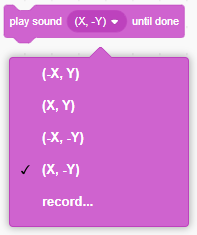 play sound (X, -Y) until done
(-X, Y)
(X, Y)
(-X, -Y)
✓ (X, -Y)
record...